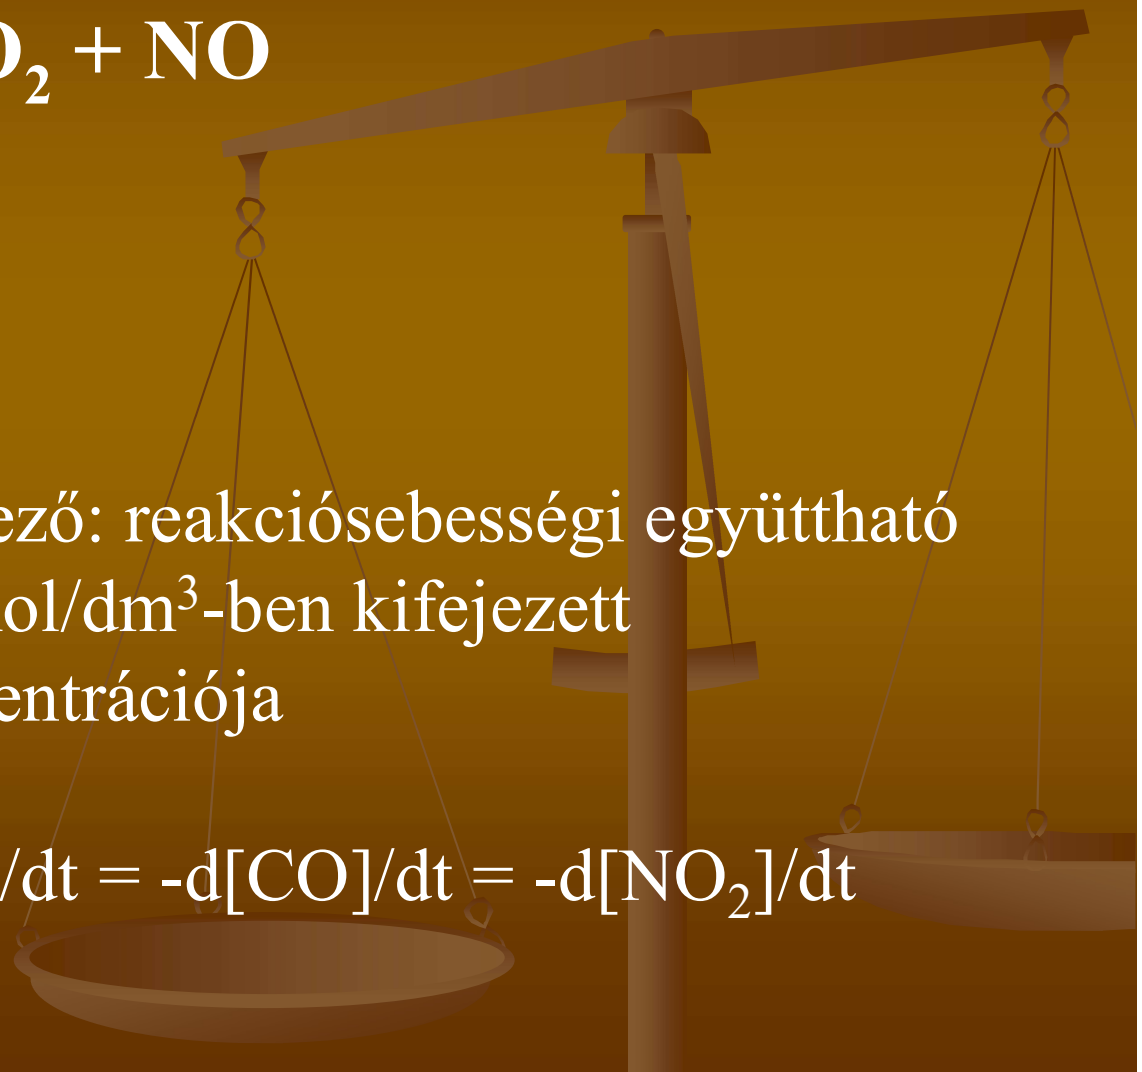 O₂ + NO
ező: reakciósebességi együttható
ol/dm³-ben kifejezett
entrációja
/dt = -d[CO]/dt = -d[NO₂]/dt